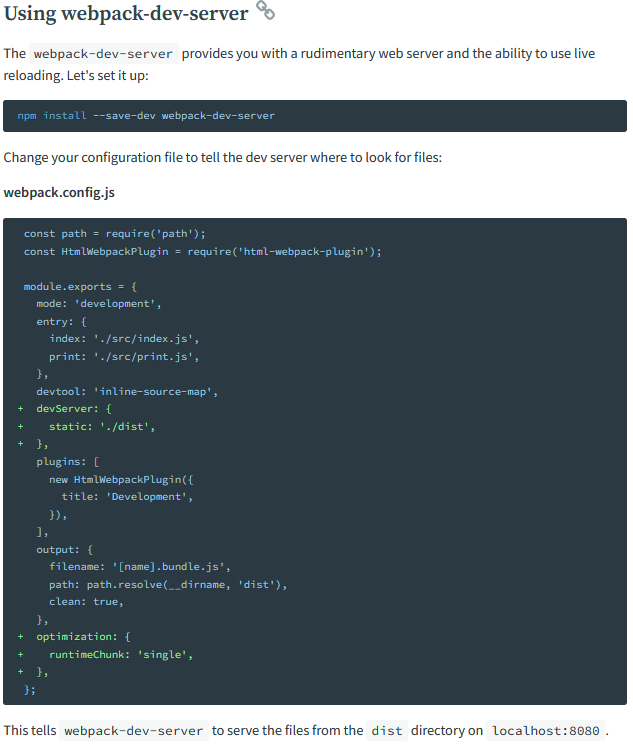 Using webpack-dev-server
The webpack-dev-server provides you with a rudimentary web server and the ability to use live
reloading. Let's set it up:
npm install --save-dev webpack-dev-server
Change your configuration file to tell the dev server where to look for files:
webpack.config.js
const path = require('path');
const HtmlWebpackPlugin = require('html-webpack-plugin');
module.exports = {
mode: 'development',
entry: {
index: './src/index.js',
print: './src/print.js',
},
devtool: 'inline-source-map',
+ devServer: {
+ static: './dist',
+ },
plugins: [
new HtmlWebpackPlugin({
title: 'Development',
}),
],
output: {
filename: '[name].bundle.js',
path: path.resolve(__dirname, 'dist'),
clean: true,
},
+ optimization: {
+ runtimeChunk: 'single',
+ },
};
This tells webpack-dev-server to serve the files from the dist directory on localhost:8080 .